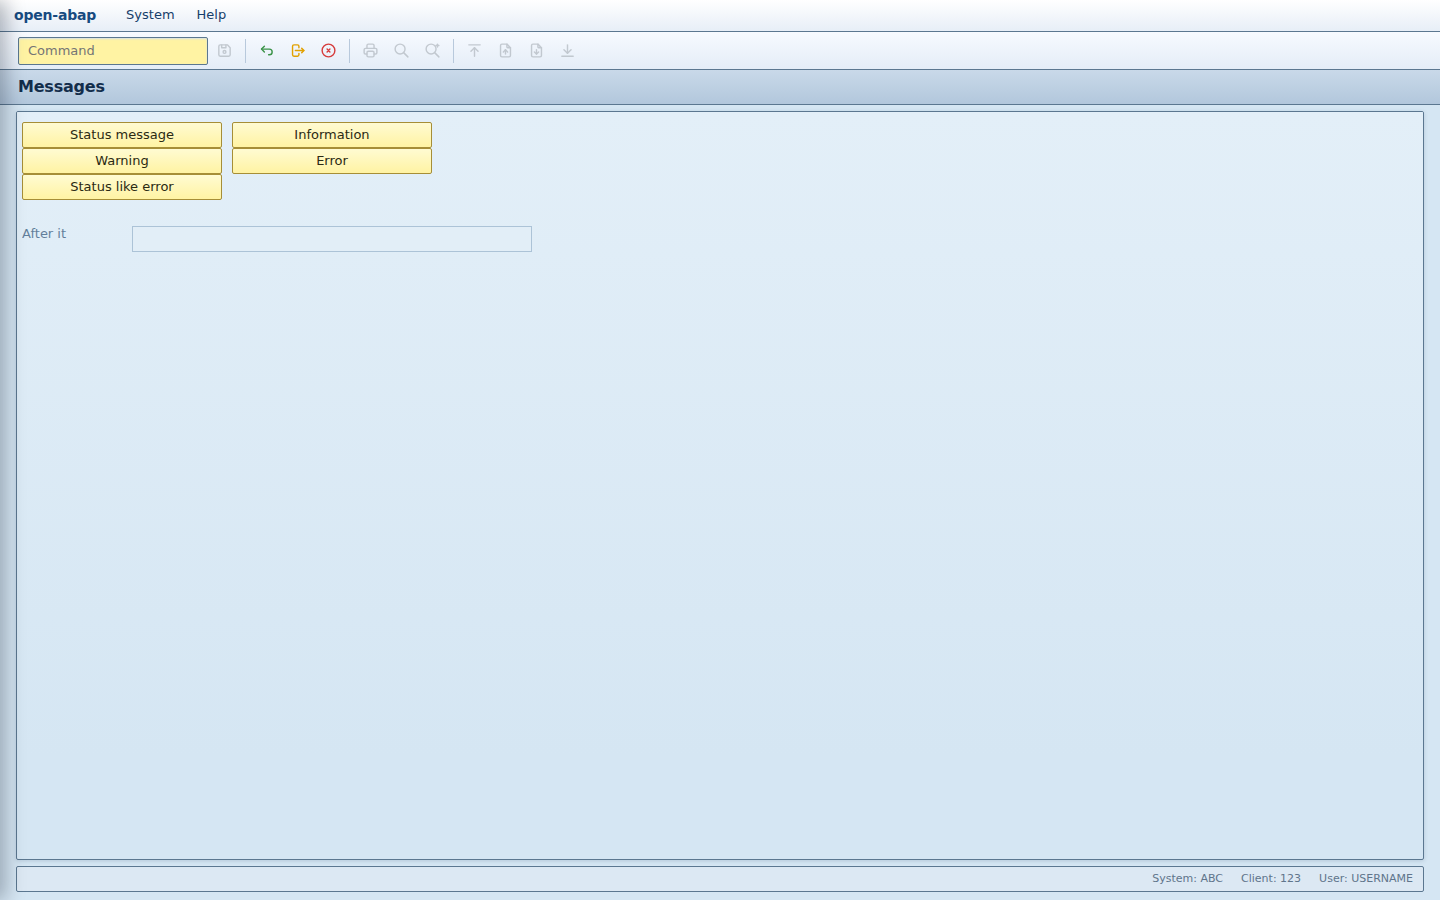 open-abap System Help
Command
Messages
Status message Information
Warning Error
Status like error
After it
System: ABC Client: 123 User: USERNAME